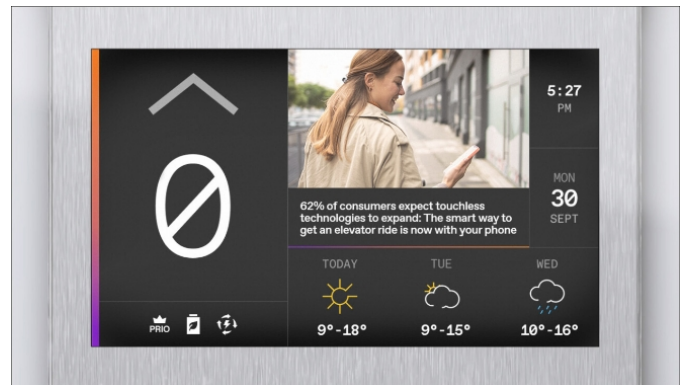 0
PRIO
62% of consumers expect touchless
technologies to expand: The smart way to
get an elevator ride is now with your phone
5:27
PM
MON
30
SEPT
TODAY
TUE
WED
9°-18°
9°-15°
10°-16°